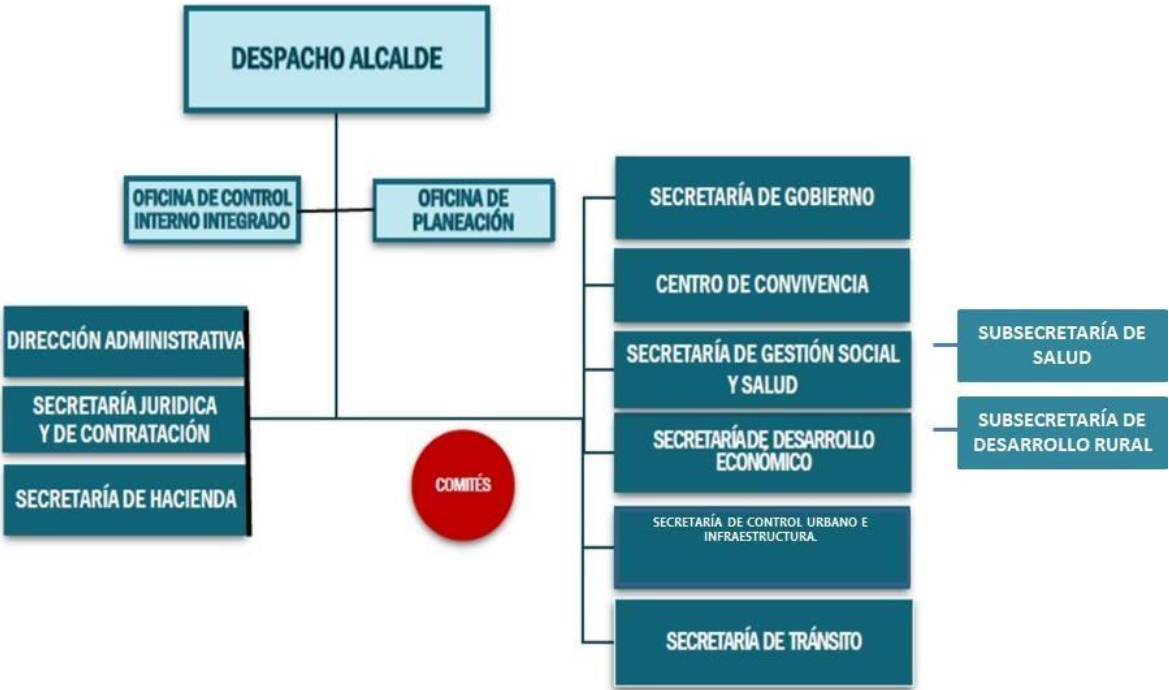 DESPACHO ALCALDE
OFICINA DE CONTROL
INTERNO INTEGRADO
OFICINA DE
PLANEACIÓN
DIRECCIÓN ADMINISTRATIVA
SECRETARÍA JURIDICA
Y DE CONTRATACIÓN
SECRETARÍA DE HACIENDA
COMITÉS
SECRETARÍA DE GOBIERNO
CENTRO DE CONVIVENCIA
SECRETARÍA DE GESTIÓN SOCIAL
Y SALUD
SECRETARÍA DE DESARROLLO
ECONÓMICO
SECRETARÍA DE CONTROL URBANO E
INFRAESTRUCTURA.
SECRETARÍA DE TRÁNSITO
SUBSECRETARÍA DE
SALUD
SUBSECRETARÍA DE
DESARROLLO RURAL